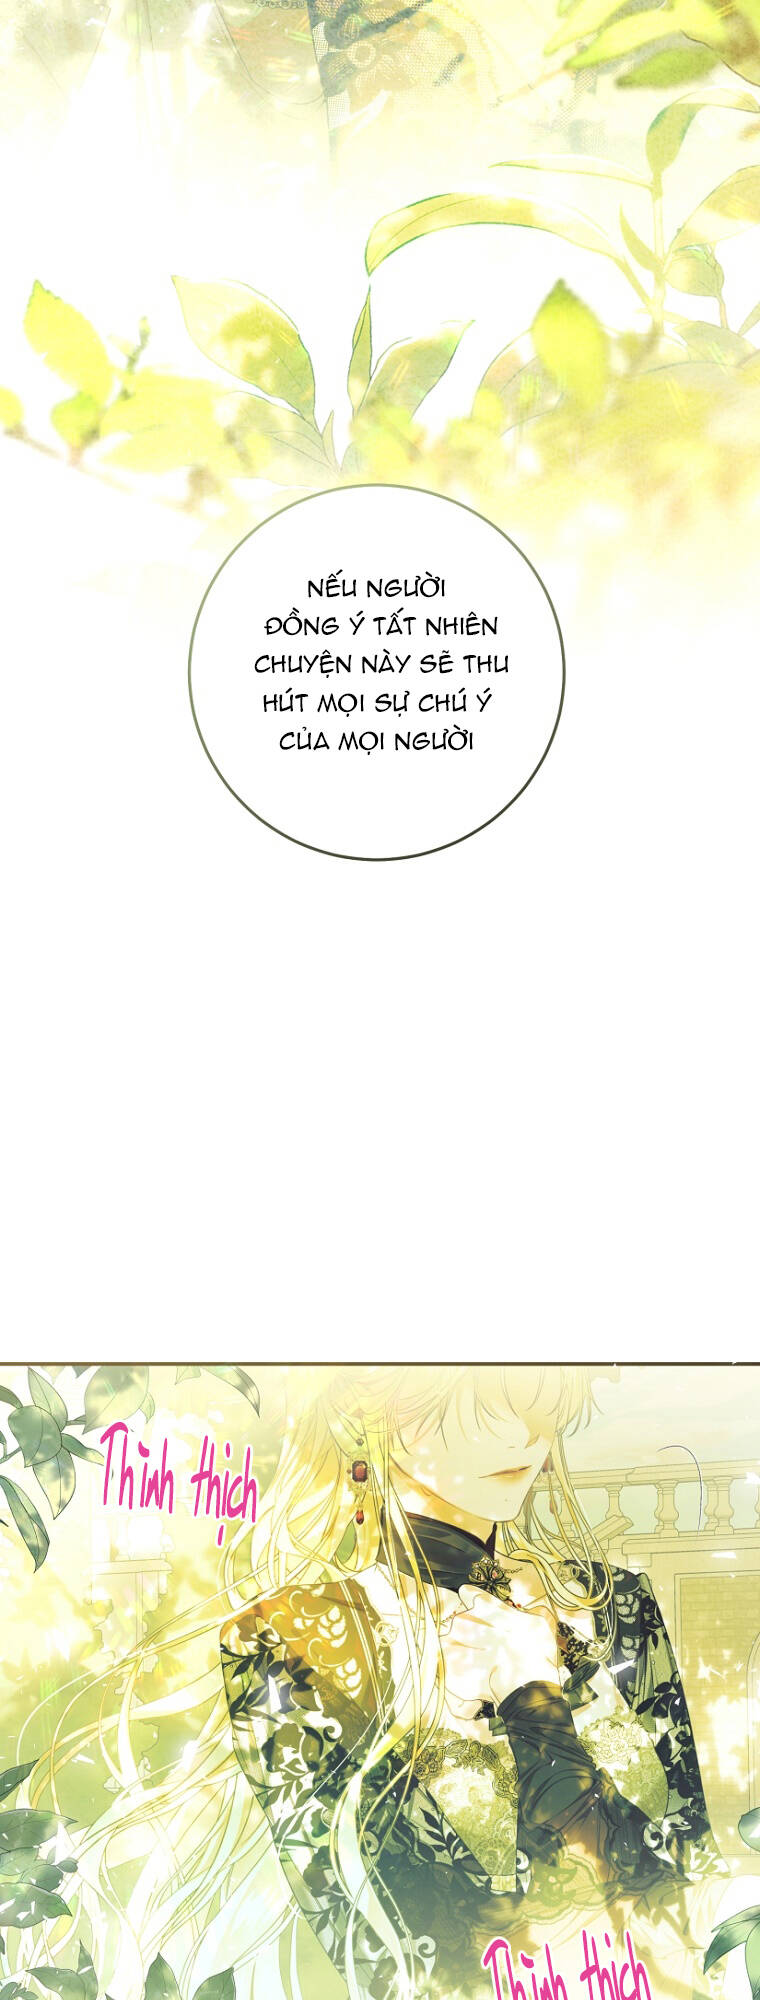 NẾU NGƯỜI
ĐỒNG Ý TẤT NHIÊN
CHUYỆN NÀY SẼ THU
HÚT MỌI SỰ CHÚ Ý
CỦA MỌI NGƯỜI
Thình thịch
Thình thịch